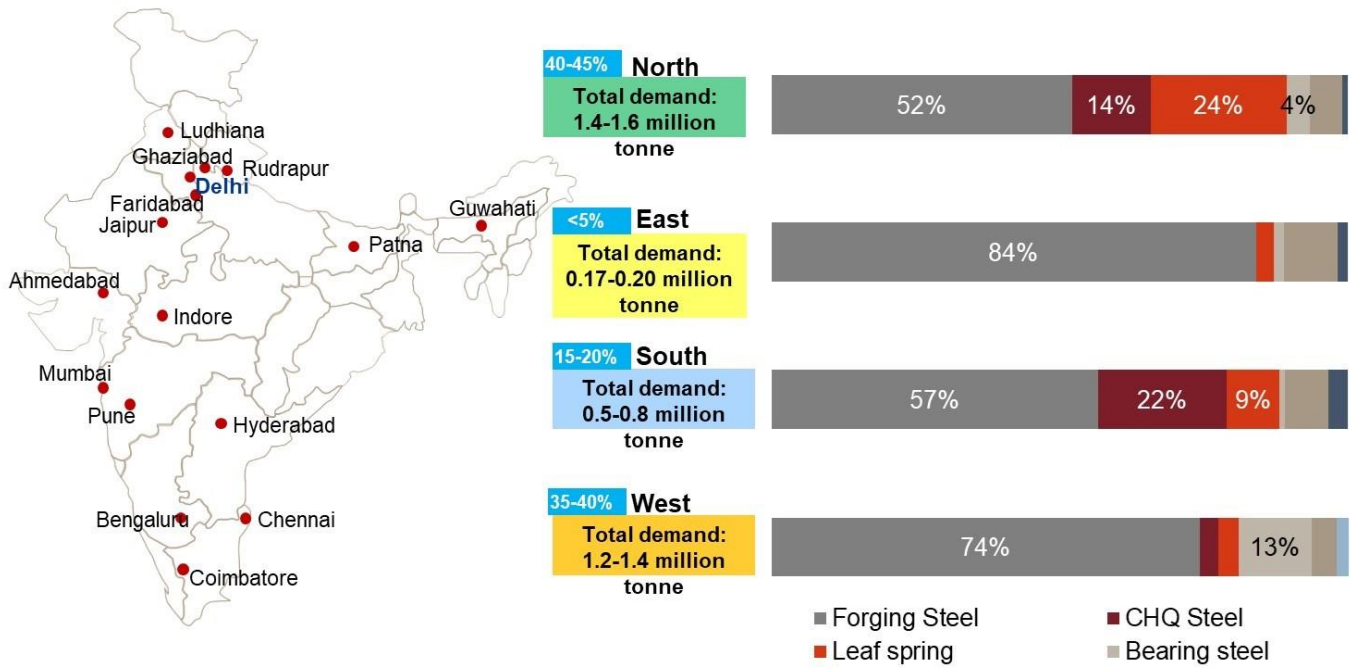 Ludhiana
Ghaziabad
Rudrapur
Delhi
Faridabad
Jaipur
Guwahati
Patna
Ahmedabad
Indore
Mumbai
Pune
Hyderabad
Bengaluru
Chennai
Coimbatore
40-45% North
Total demand:
1.4-1.6 million
tonne
52% 14% 24% 4%
<5% East
Total demand:
0.17-0.20 million
tonne
84%
15-20% South
Total demand:
0.5-0.8 million
tonne
57% 22% 9%
35-40% West
Total demand:
1.2-1.4 million
tonne
74% 13%
Forging Steel CHQ Steel
Leaf spring Bearing steel